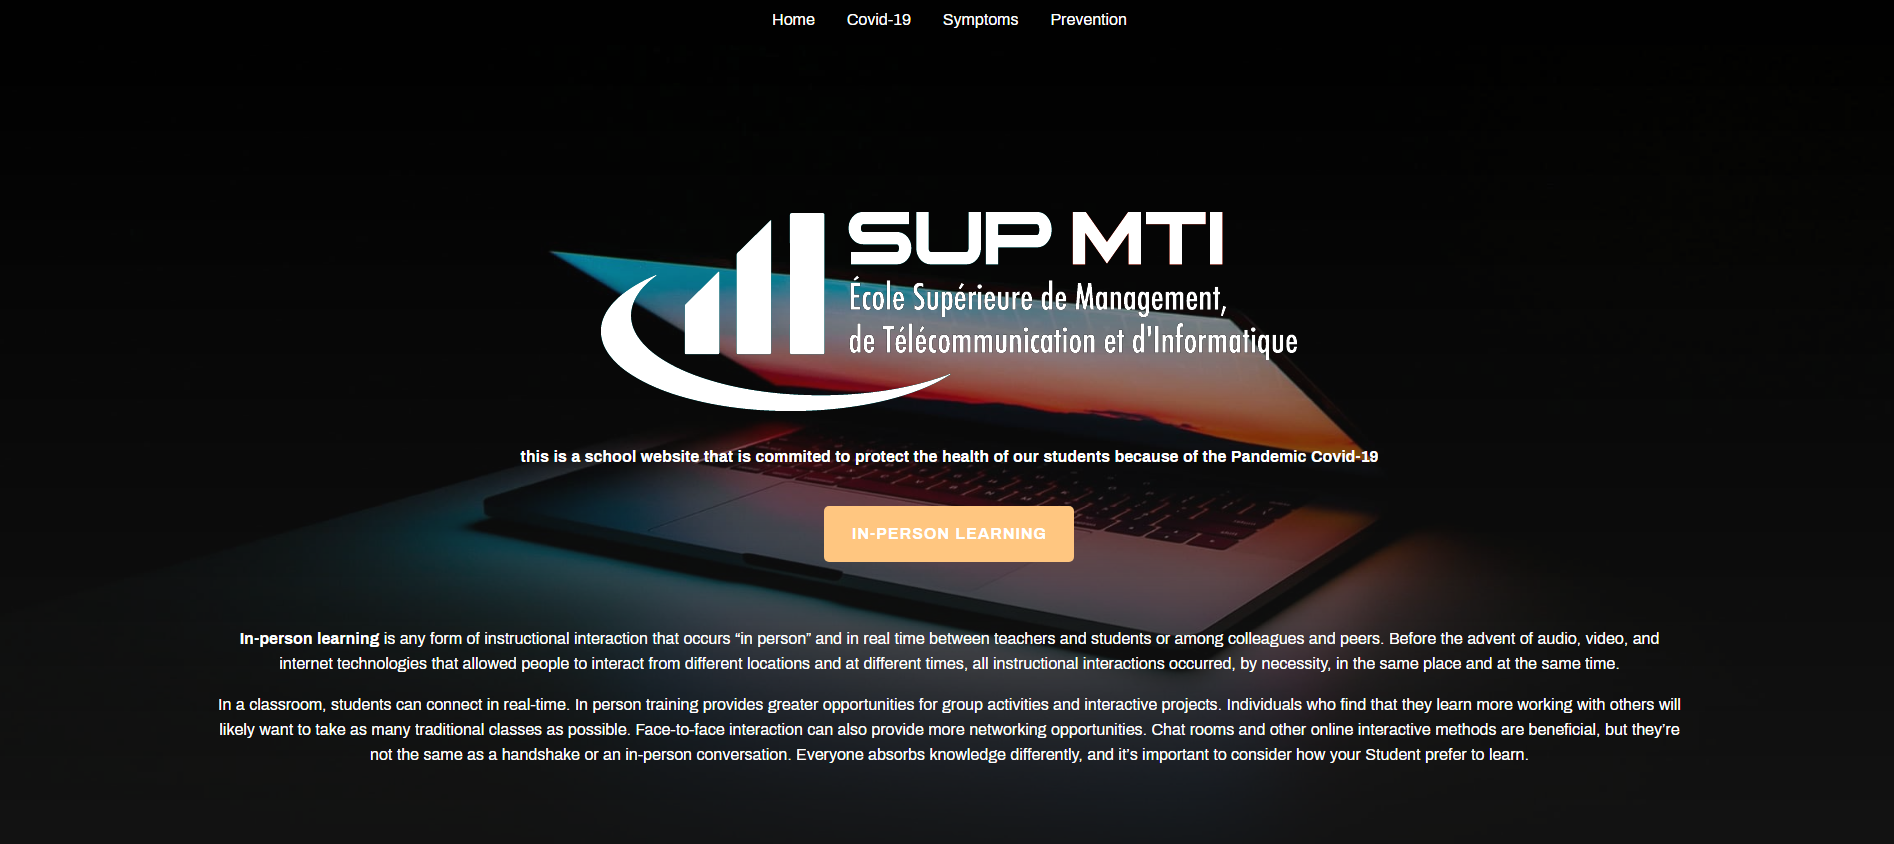 Home Covid-19 Symptoms Prevention
SUP MTI
École Supérieure de Management,
de Télécommunication et d'Informatique
this is a school website that is commited to protect the health of our students because of the Pandemic Covid-19
IN-PERSON LEARNING
In-person learning is any form of instructional interaction that occurs “in person” and in real time between teachers and students or among colleagues and peers. Before the advent of audio, video, and
internet technologies that allowed people to interact from different locations and at different times, all instructional interactions occurred, by necessity, in the same place and at the same time.
In a classroom, students can connect in real-time. In person training provides greater opportunities for group activities and interactive projects. Individuals who find that they learn more working with others will
likely want to take as many traditional classes as possible. Face-to-face interaction can also provide more networking opportunities. Chat rooms and other online interactive methods are beneficial, but they’re
not the same as a handshake or an in-person conversation. Everyone absorbs knowledge differently, and it’s important to consider how your Student prefer to learn.